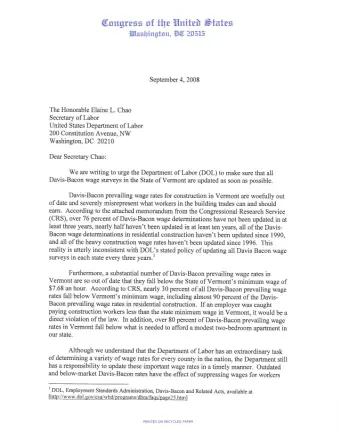 Congress of the United States
Washington, DC 20515
September 4, 2008
The Honorable Elaine L. Chao
Secretary of Labor
United States Department of Labor
200 Constitution Avenue, NW
Washington, DC 20210
Dear Secretary Chao:
We are writing to urge the Department of Labor (DOL) to make sure that all
Davis-Bacon wage surveys in the State of Vermont are updated as soon as possible.
Davis-Bacon prevailing wage rates for construction in Vermont are woefully out
of date and severely misrepresent what workers in the building trades can and should
earn. According to the attached memorandum from the Congressional Research Service
(CRS), over 76 percent of Davis-Bacon wage determinations have not been updated in at
least three years, nearly half haven't been updated in at least ten years, all of the Davis-
Bacon wage determinations in residential construction haven't been updated since 1990,
and all of the heavy construction wage rates haven't been updated since 1996. This
reality is utterly inconsistent with DOL's stated policy of updating all Davis Bacon wage
surveys in each state every three years.¹
Furthermore, a substantial number of Davis-Bacon wage rates in
Vermont are so out of date that they fall below the State of Vermont's minimum wage of
$7.68 an hour. According to CRS, nearly 30 percent of all Davis-Bacon prevailing wage
rates fall below Vermont's minimum wage, including almost 90 percent of the Davis-
Bacon prevailing wage rates in residential construction. If an employer was caught
paying construction workers less than the state minimum wage in Vermont, it would be a
direct violation of the law. In addition, over 80 percent of Davis-Bacon prevailing wage
rates in Vermont fall below what is needed to afford a modest two-bedroom apartment in
our state.
Although we understand that the Department of Labor has an extraordinary task
of determining a variety of wage rates for every county in the nation, the Department still
has a responsibility to update these important wage rates in a timely manner. Outdated
and below-market Davis-Bacon rates have the effect of suppressing wages for workers
¹ DOL, Employment Standards Administration, Davis-Bacon and Related Acts, available at
PRINTED ON RECYCLED PAPER